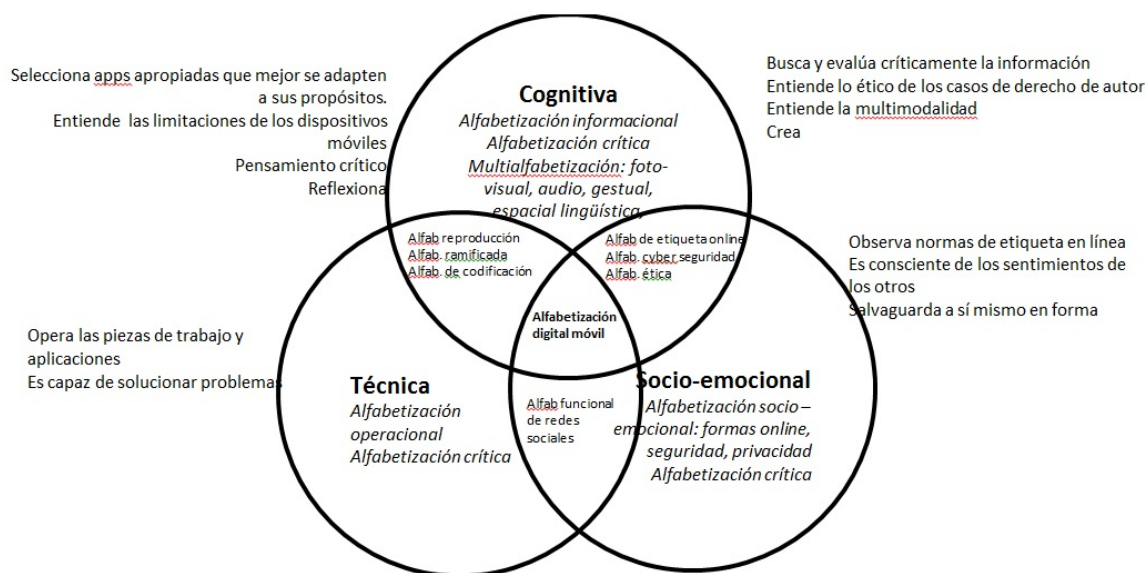 Selecciona apps apropiadas que mejor se adapten
a sus propósitos.
Entiende las limitaciones de los dispositivos
móviles
Pensamiento crítico
Reflexiona
Cognitiva
Alfabetización informacional
Alfabetización crítica
Multialfabetización: foto-
visual, audio, gestual,
espacial lingüística,
Busca y evalúa críticamente la información
Entiende lo ético de los casos de derecho de autor
Entiende la multimodalidad
Crea
Alfab reproducción
Alfab. ramificada
Alfab. de codificación
Alfab de etiqueta online
Alfab. cyber seguridad
Alfab. ética
Observa normas de etiqueta en línea
Es consciente de los sentimientos de
los otros
Salvaguarda a sí mismo en forma
Alfabetización
digital móvil
Opera las piezas de trabajo y
aplicaciones
Es capaz de solucionar problemas
Técnica
Alfabetización
operacional
Alfabetización crítica
Alfab funcional
de redes
sociales
Socio-emocional
Alfabetización socio –
emocional: formas online,
seguridad, privacidad
Alfabetización crítica